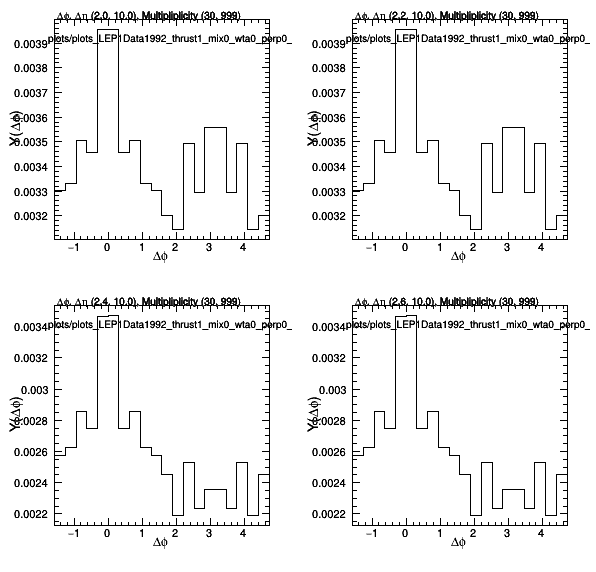 Δϕ, Δη (2.0, 10.0), Multipliplicity (30, 999)
plots/plots_LEP1Data1992_thrust1_mix0_wta0_perp0_
Y(Δϕ)
0.0039
0.0038
0.0037
0.0036
0.0035
0.0034
0.0033
0.0032
−1 0 1 2 3 4
Δϕ
Δϕ, Δη (2.2, 10.0), Multipliplicity (30, 999)
plots/plots_LEP1Data1992_thrust1_mix0_wta0_perp0_
Y(Δϕ)
0.0039
0.0038
0.0037
0.0036
0.0035
0.0034
0.0033
0.0032
−1 0 1 2 3 4
Δϕ
Δϕ, Δη (2.4, 10.0), Multipliplicity (30, 999)
plots/plots_LEP1Data1992_thrust1_mix0_wta0_perp0_
Y(Δϕ)
0.0034
0.0032
0.003
0.0028
0.0026
0.0024
0.0022
−1 0 1 2 3 4
Δϕ
Δϕ, Δη (2.6, 10.0), Multipliplicity (30, 999)
plots/plots_LEP1Data1992_thrust1_mix0_wta0_perp0_
Y(Δϕ)
0.0034
0.0032
0.003
0.0028
0.0026
0.0024
0.0022
−1 0 1 2 3 4
Δϕ